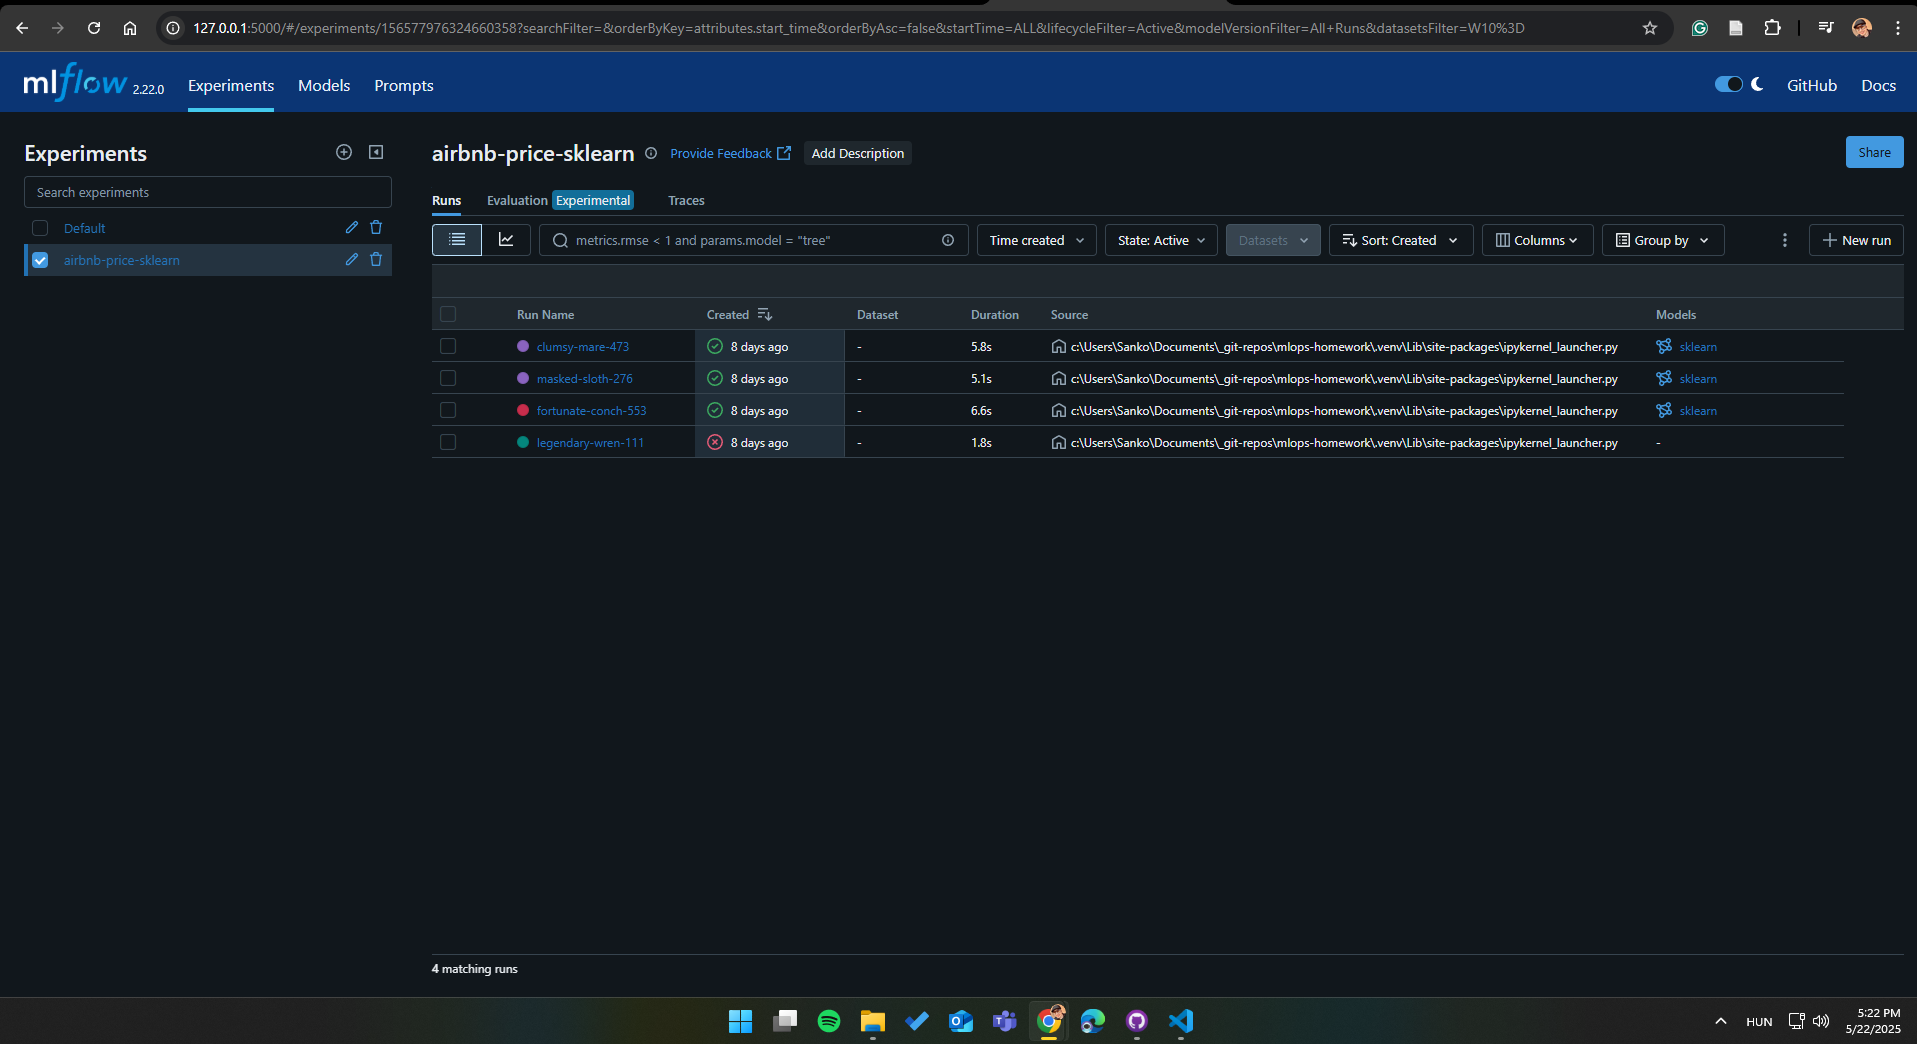 127.0.0.1:5000/#/experiments/156577976324660358?searchFilter=&orderByKey=attributes.start_time&orderByAsc=false&startTime=ALL&lifecycleFilter=Active&modelVersionFilter=All+Runs&datasetsFilter=W10%3D
mlflow 2.22.0 Experiments Models Prompts GitHub Docs
Experiments
Search experiments
Default
airbnb-price-sklearn
airbnb-price-sklearn Provide Feedback Add Description Share
Runs Evaluation Experimental Traces
metrics.rmse < 1 and params.model = "tree" Time created State: Active Datasets Sort: Created Columns Group by New run
Run Name Created Dataset Duration Source Models
clumsy-mare-473 8 days ago - 5.8s c:\Users\Sanko\Documents\_git-repos\mlops-homework\.venv\Lib\site-packages\ipykernel_launcher.py sklearn
masked-sloth-276 8 days ago - 5.1s c:\Users\Sanko\Documents\_git-repos\mlops-homework\.venv\Lib\site-packages\ipykernel_launcher.py sklearn
fortunate-conch-553 8 days ago - 6.6s c:\Users\Sanko\Documents\_git-repos\mlops-homework\.venv\Lib\site-packages\ipykernel_launcher.py sklearn
legendary-wren-111 8 days ago - 1.8s c:\Users\Sanko\Documents\_git-repos\mlops-homework\.venv\Lib\site-packages\ipykernel_launcher.py -
4 matching runs
HUN
5:22 PM
5/22/2025